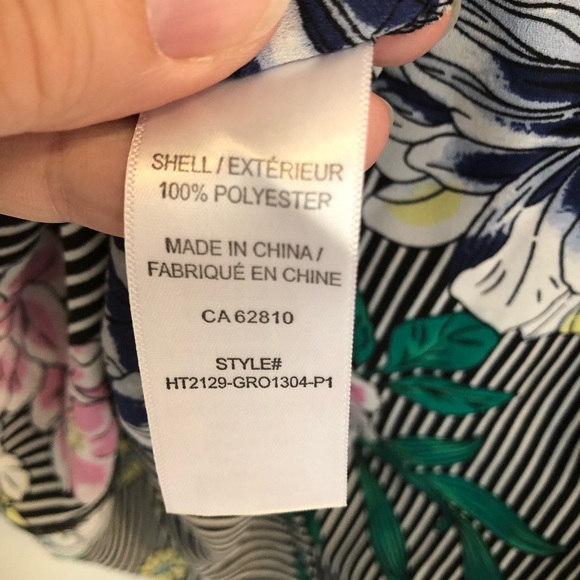 SHELL / EXTÉRIEUR
100% POLYESTER
MADE IN CHINA /
FABRIQUÉ EN CHINE
CA 62810
STYLE#
HT2129-GRO1304-P1